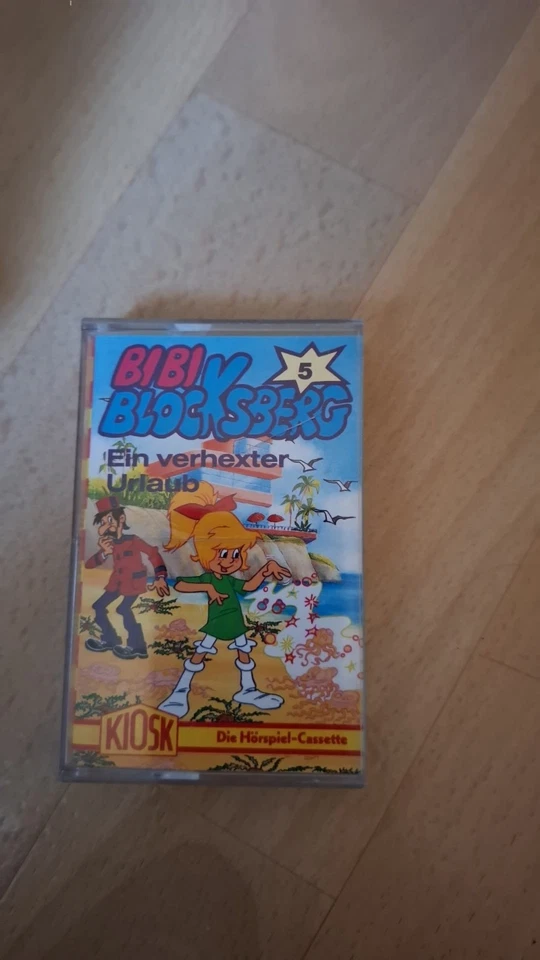 BIBI
BLOCKSBERG
5
Ein verhexter
Urlaub
KIOSK
Die Hörspiel-Cassette